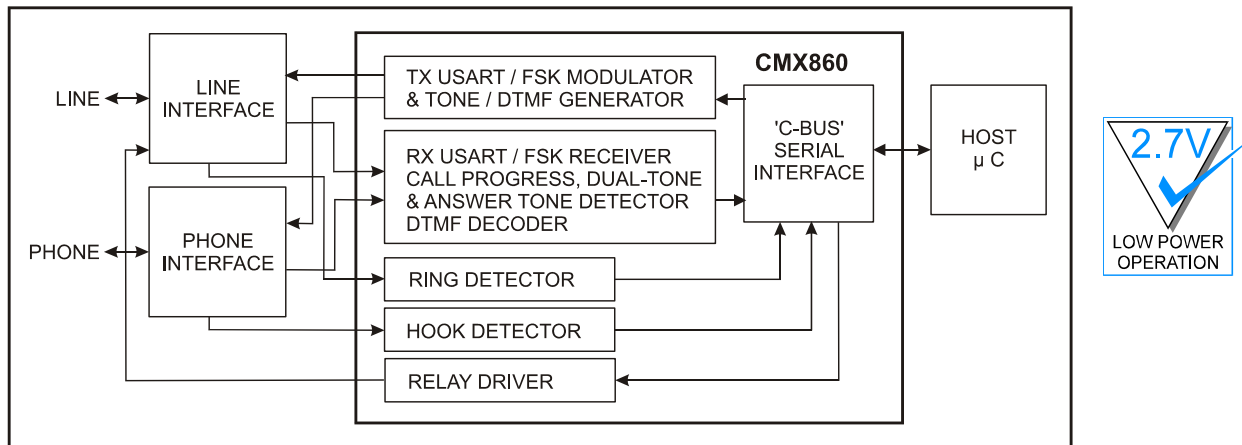 CMX860
LINE
LINE
INTERFACE
PHONE
PHONE
INTERFACE
TX USART / FSK MODULATOR
& TONE / DTMF GENERATOR
RX USART / FSK RECEIVER
CALL PROGRESS, DUAL-TONE
& ANSWER TONE DETECTOR
DTMF DECODER
RING DETECTOR
HOOK DETECTOR
RELAY DRIVER
'C-BUS'
SERIAL
INTERFACE
HOST
µ C
2.7V
LOW POWER
OPERATION